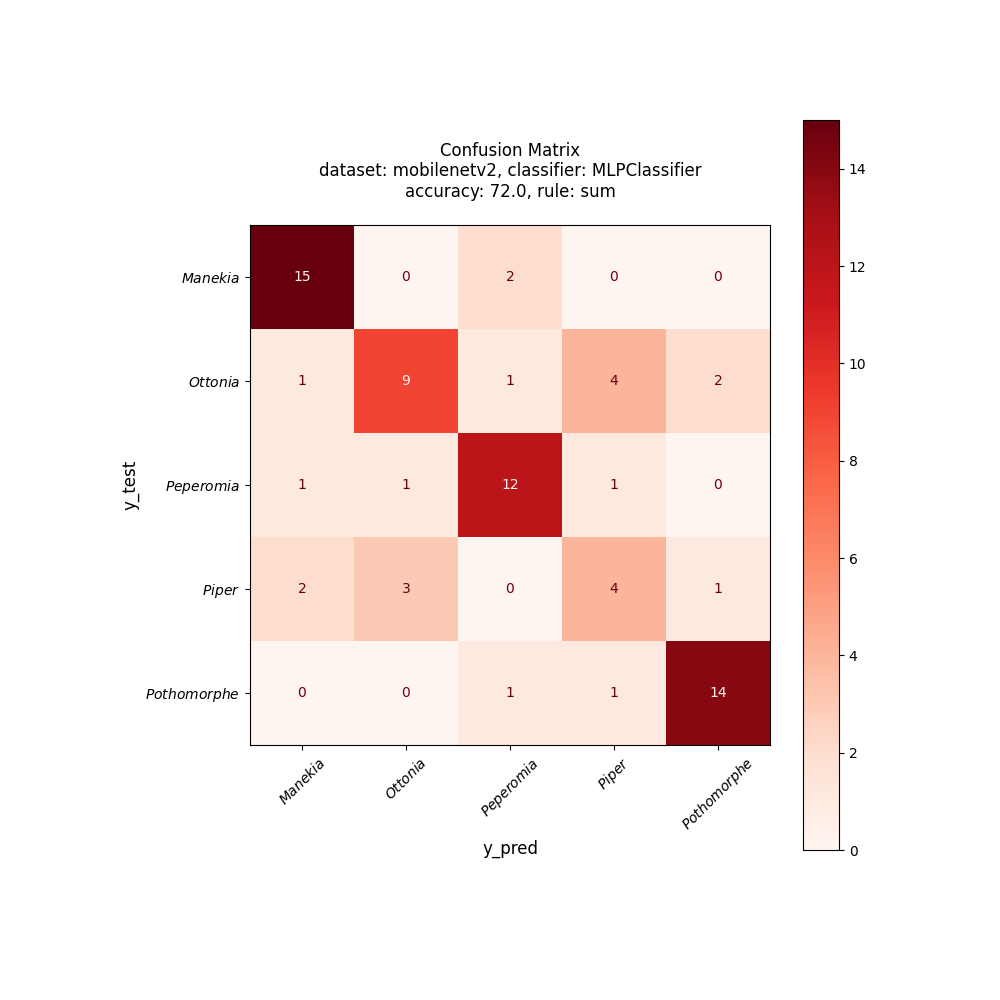 Confusion Matrix
dataset: mobilenetv2, classifier: MLPClassifier
accuracy: 72.0, rule: sum
y_test
Manekia 15 0 2 0 0
Ottonia 1 9 1 4 2
Peperomia 1 1 12 1 0
Piper 2 3 0 4 1
Pothomorphe 0 0 1 1 14
Manekia Ottonia Peperomia Piper Pothomorphe
y_pred
14
12
10
8
6
4
2
0